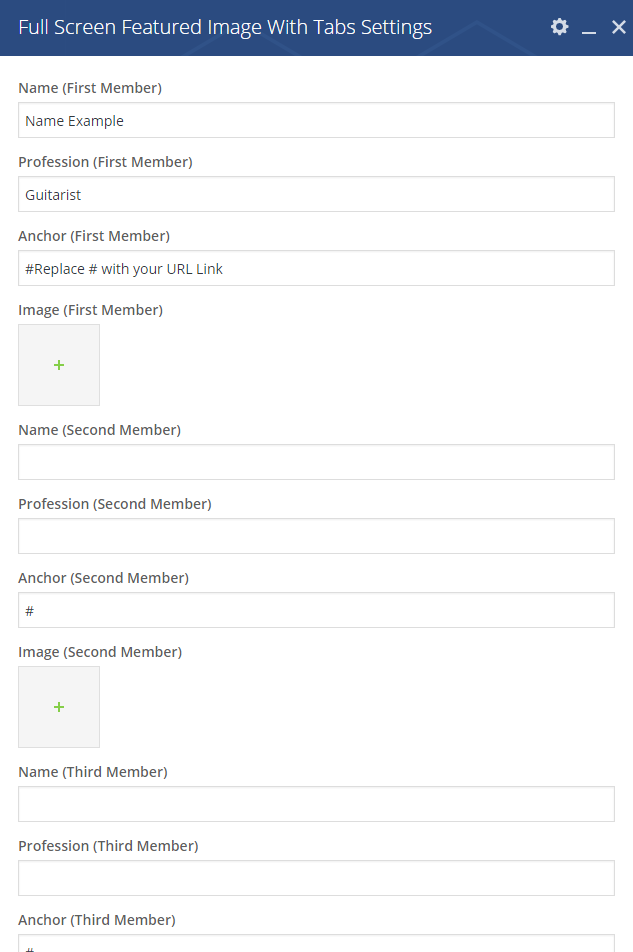 Full Screen Featured Image With Tabs Settings
Name (First Member)
Name Example
Profession (First Member)
Guitarist
Anchor (First Member)
#Replace # with your URL Link
Image (First Member)
+
Name (Second Member)
Profession (Second Member)
Anchor (Second Member)
#
Image (Second Member)
+
Name (Third Member)
Profession (Third Member)
Anchor (Third Member)
#